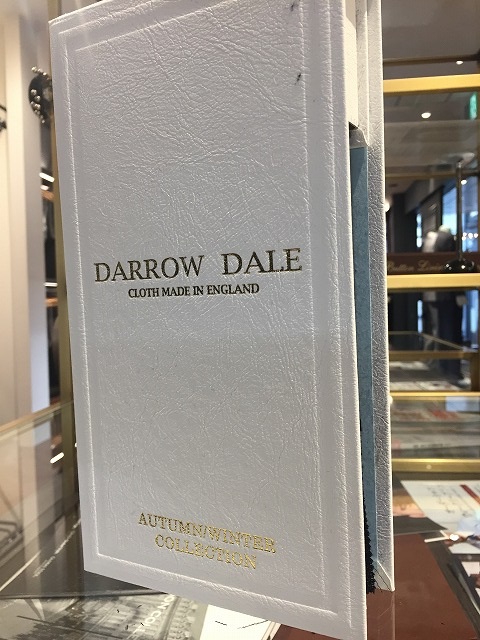 DARROW DALE
CLOTH MADE IN ENGLAND
AUTUMN/WINTER
COLLECTION